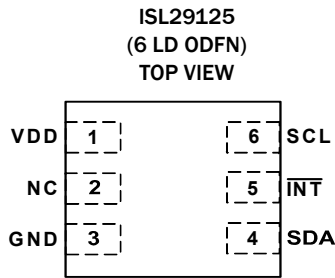 ISL29125
(6 LD ODFN)
TOP VIEW
VDD 1 6 SCL
NC 2 5 INT
GND 3 4 SDA